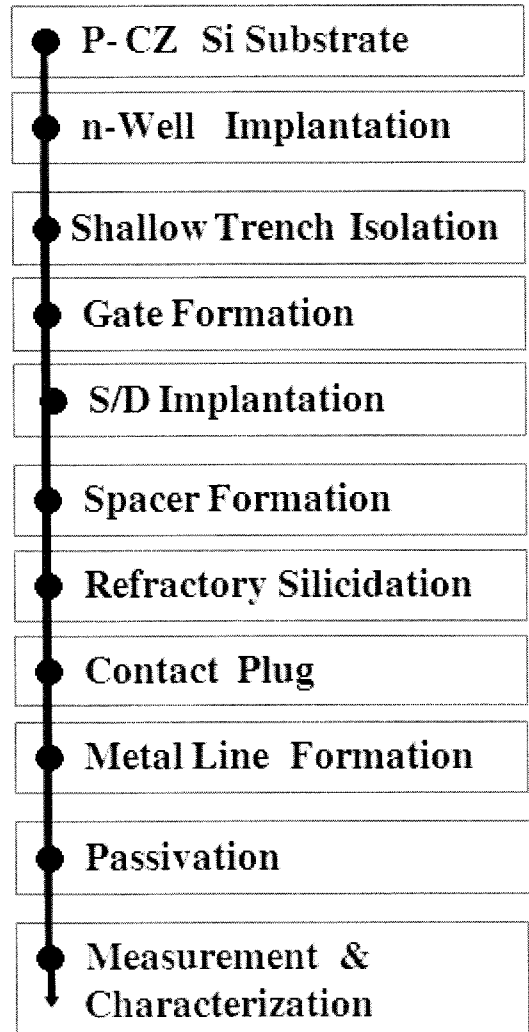 P- CZ Si Substrate
n-Well Implantation
Shallow Trench Isolation
Gate Formation
S/D Implantation
Spacer Formation
Refractory Silicidation
Contact Plug
Metal Line Formation
Passivation
Measurement &
Characterization